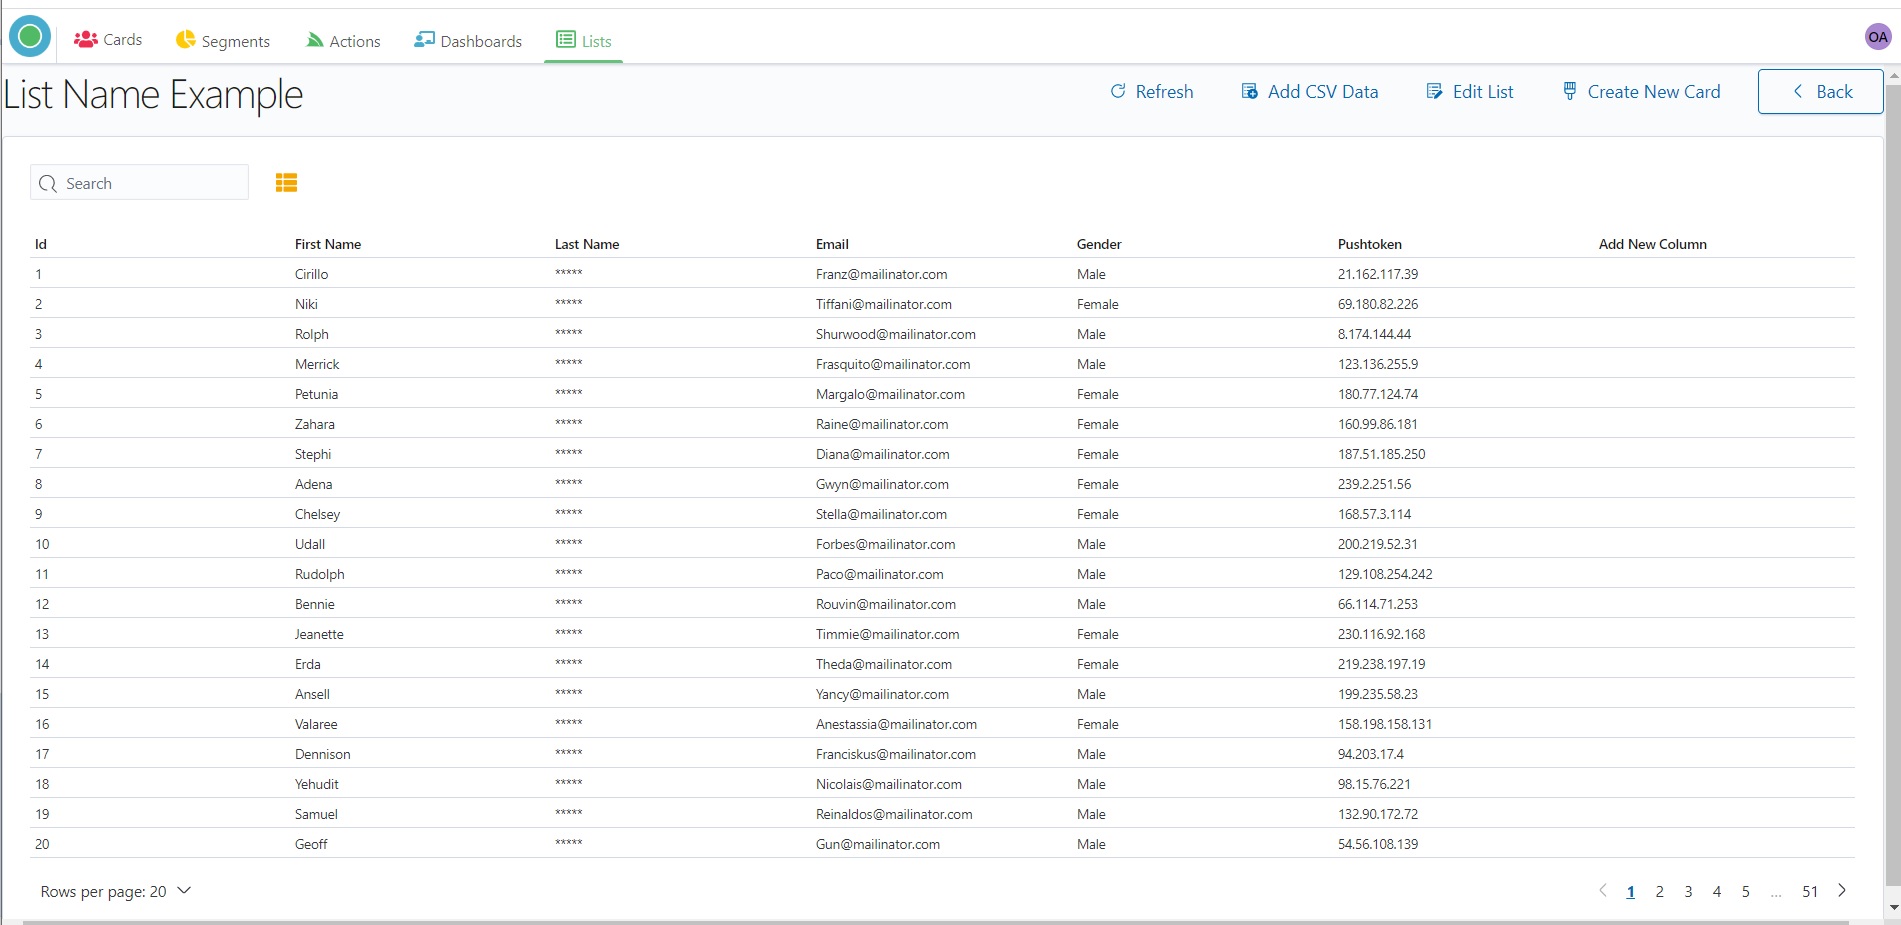 Cards Segments Actions Dashboards Lists OA
List Name Example Refresh Add CSV Data Edit List Create New Card Back
Search
Id First Name Last Name Email Gender Pushtoken Add New Column
1 Cirillo ***** Franz@mailinator.com Male 21.162.117.39
2 Niki ***** Tiffani@mailinator.com Female 69.180.82.226
3 Rolph ***** Shurwood@mailinator.com Male 8.174.144.44
4 Merrick ***** Frasquito@mailinator.com Male 123.136.255.9
5 Petunia ***** Margalo@mailinator.com Female 180.77.124.74
6 Zahara ***** Raine@mailinator.com Female 160.99.86.181
7 Stephi ***** Diana@mailinator.com Female 187.51.185.250
8 Adena ***** Gwyn@mailinator.com Female 239.2.251.56
9 Chelsey ***** Stella@mailinator.com Female 168.57.3.114
10 Udall ***** Forbes@mailinator.com Male 200.219.52.31
11 Rudolph ***** Paco@mailinator.com Male 129.108.254.242
12 Bennie ***** Rouvin@mailinator.com Male 66.114.71.253
13 Jeanette ***** Timmie@mailinator.com Female 230.116.92.168
14 Erda ***** Theda@mailinator.com Female 219.238.197.19
15 Ansell ***** Yancy@mailinator.com Male 199.235.58.23
16 Valaree ***** Anestassia@mailinator.com Female 158.198.158.131
17 Dennison ***** Franciskus@mailinator.com Male 94.203.17.4
18 Yehudit ***** Nicolais@mailinator.com Male 98.15.76.221
19 Samuel ***** Reinaldos@mailinator.com Male 132.90.172.72
20 Geoff ***** Gun@mailinator.com Male 54.56.108.139
Rows per page: 20 1 2 3 4 5 ... 51